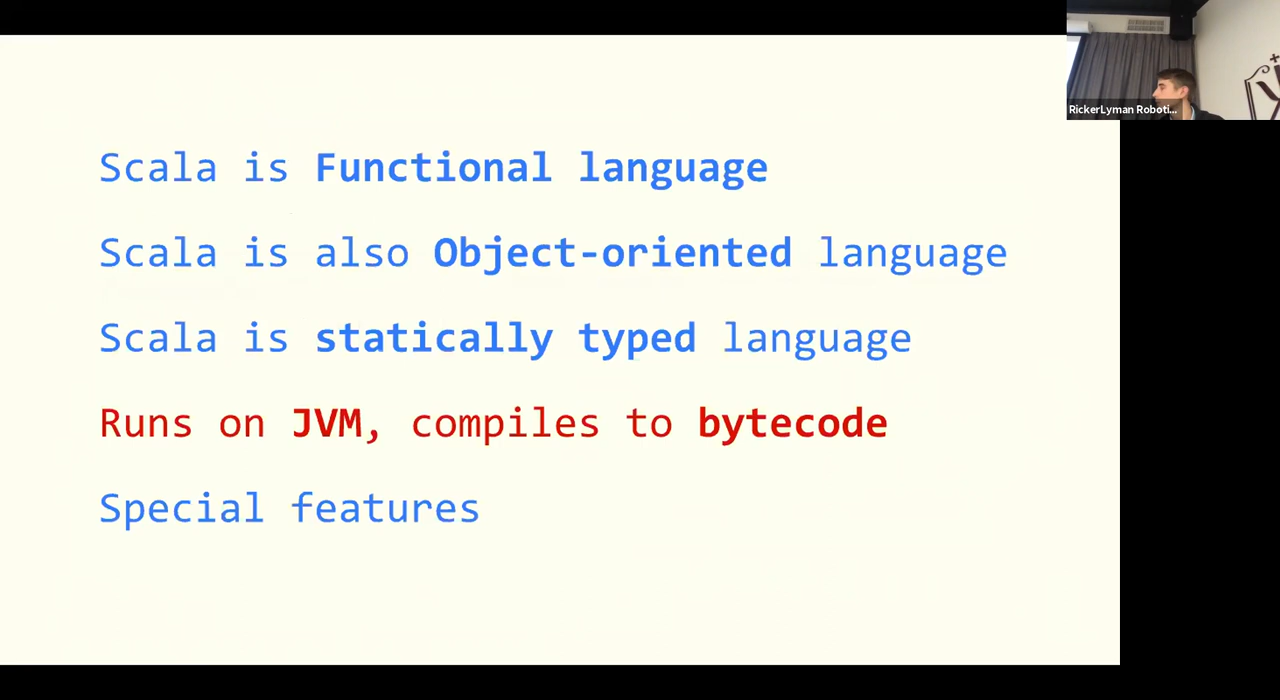 RickerLyman Roboti...
Scala is Functional language
Scala is also Object-oriented language
Scala is statically typed language
Runs on JVM, compiles to bytecode
Special features